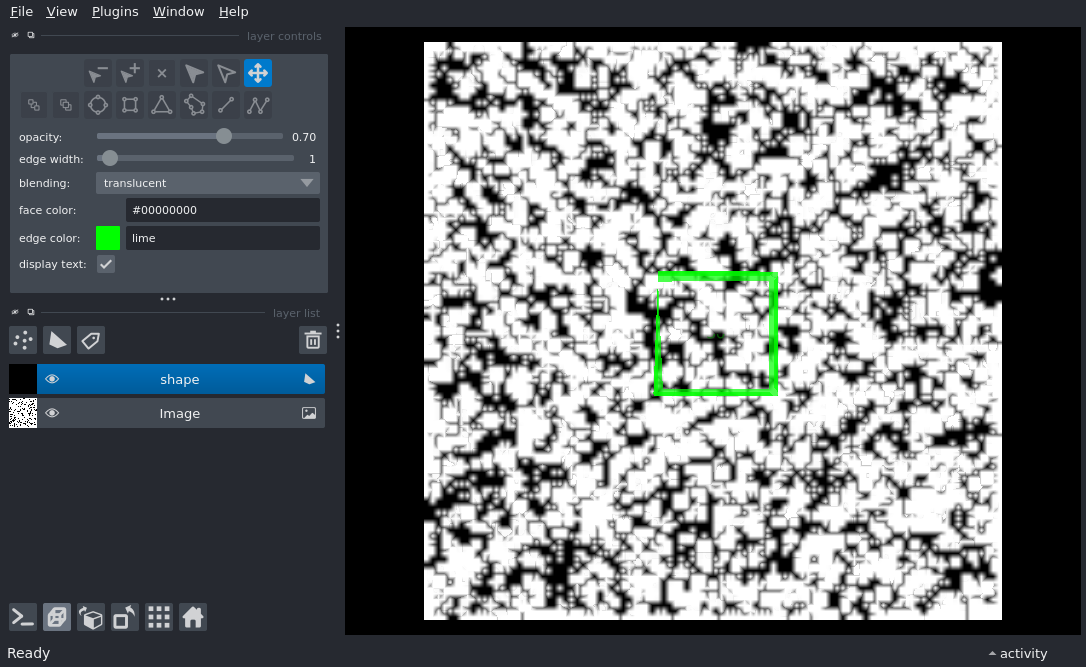 File View Plugins Window Help
layer controls
opacity: 0.70
edge width: 1
blending: translucent
face color: #00000000
edge color: lime
display text:
layer list
shape
Image
Ready activity